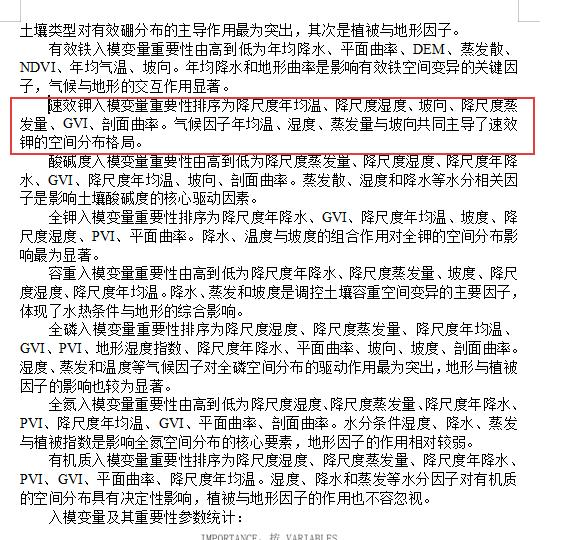 土壤类型对有效硼分布的主导作用最为突出，其次是植被与地形因子。
有效铁入模变量重要性由高到低为年均降水、平面曲率、DEM、蒸发散、
NDVI、年均气温、坡向。年均降水和地形曲率是影响有效铁空间变异的关键因
子，气候与地形的交互作用显著。
速效钾入模变量重要性排序为降尺度年均温、降尺度湿度、坡向、降尺度蒸
发量、GVI、剖面曲率。气候因子年均温、湿度、蒸发量与坡向共同主导了速效
钾的空间分布格局。
酸碱度入模变量重要性由高到低为降尺度蒸发量、降尺度湿度、降尺度年降
水、GVI、降尺度年均温、坡向、剖面曲率。蒸发散、湿度和降水等水分相关因
子是影响土壤酸碱度的核心驱动因素。
全钾入模变量重要性排序为降尺度年降水、GVI、降尺度年均温、坡度、降
尺度湿度、PVI、平面曲率。降水、温度与坡度的组合作用对全钾的空间分布影
响最为显著。
容重入模变量重要性由高到低为降尺度年降水、降尺度蒸发量、坡度、降尺
度湿度、降尺度年均温。降水、蒸发和坡度是调控土壤容重空间变异的主要因子，
体现了水热条件与地形的综合影响。
全磷入模变量重要性排序为降尺度湿度、降尺度蒸发量、降尺度年均温、
GVI、PVI、地形湿度指数、降尺度年降水、平面曲率、坡向、坡度、剖面曲率。
湿度、蒸发和温度等气候因子对全磷空间分布的驱动作用最为突出，地形与植被
因子的影响也较为显著。
全氮入模变量重要性由高到低为降尺度湿度、降尺度蒸发量、降尺度年降水、
PVI、降尺度年均温、GVI、平面曲率、剖面曲率。水分条件湿度、降水、蒸发
与植被指数是影响全氮空间分布的核心要素，地形因子的作用相对较弱。
有机质入模变量重要性排序为降尺度湿度、降尺度蒸发量、降尺度年降水、
PVI、GVI、平面曲率、降尺度年均温。湿度、降水和蒸发等水分因子对有机质
的空间分布具有决定性影响，植被与地形因子的作用也不容忽视。
入模变量及其重要性参数统计：
IMPORTANCE，按 VARIABLES